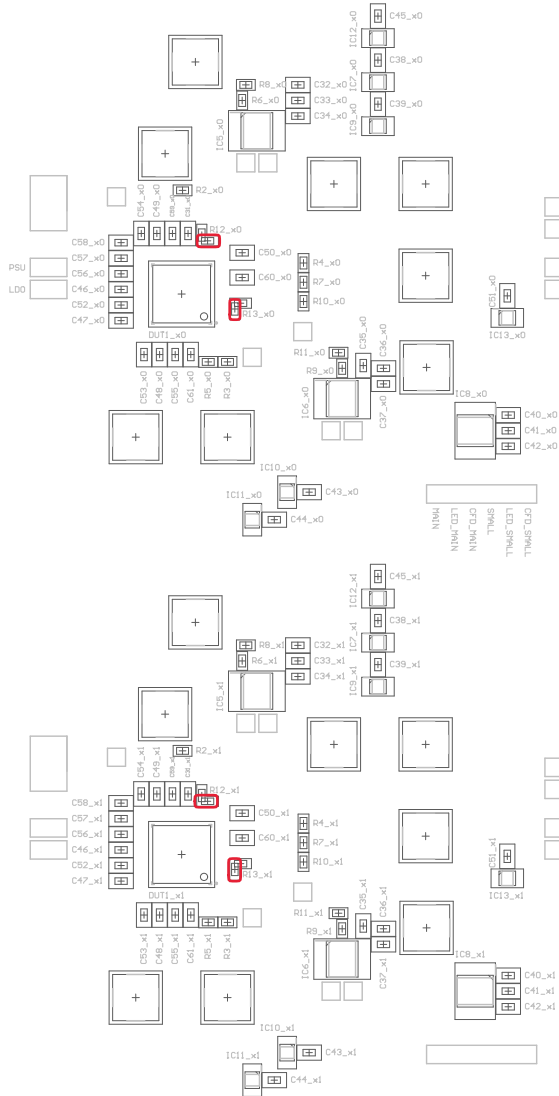 C45_x0
IC12_x0
C38_x0
IC7_x0
R8_x0
C32_x0
R6_x0
C33_x0
C39_x0
C34_x0
IC9_x0
IC5_x0
R2_x0
C54_x0
C49_x0
R12_x0
C58_x0
C50_x0
C57_x0
R4_x0
PSU
C56_x0
C60_x0
R7_x0
LDO
C46_x0
C51_x0
C52_x0
R10_x0
R13_x0
C47_x0
IC13_x0
DUT1_x0
C35_x0
C36_x0
R11_x0
R9_x0
C53_x0
C48_x0
C55_x0
C61_x0
R5_x0
R3_x0
IC6_x0
C37_x0
IC8_x0
C40_x0
C41_x0
C42_x0
IC10_x0
IC11_x0
C43_x0
C44_x0
MAIN
LED_MAIN
CFD_MAIN
SMALL
LED_SMALL
CFD_SMALL
C45_x1
IC12_x1
C38_x1
IC7_x1
R8_x1
C32_x1
R6_x1
C33_x1
C39_x1
C34_x1
IC9_x1
IC5_x1
R2_x1
C54_x1
C49_x1
R12_x1
C58_x1
C50_x1
C57_x1
R4_x1
C56_x1
C60_x1
R7_x1
C46_x1
C51_x1
C52_x1
R10_x1
R13_x1
C47_x1
IC13_x1
DUT1_x1
C35_x1
C36_x1
R11_x1
R9_x1
C53_x1
C48_x1
C55_x1
C61_x1
R5_x1
R3_x1
IC6_x1
C37_x1
IC8_x1
C40_x1
C41_x1
C42_x1
IC10_x1
IC11_x1
C43_x1
C44_x1